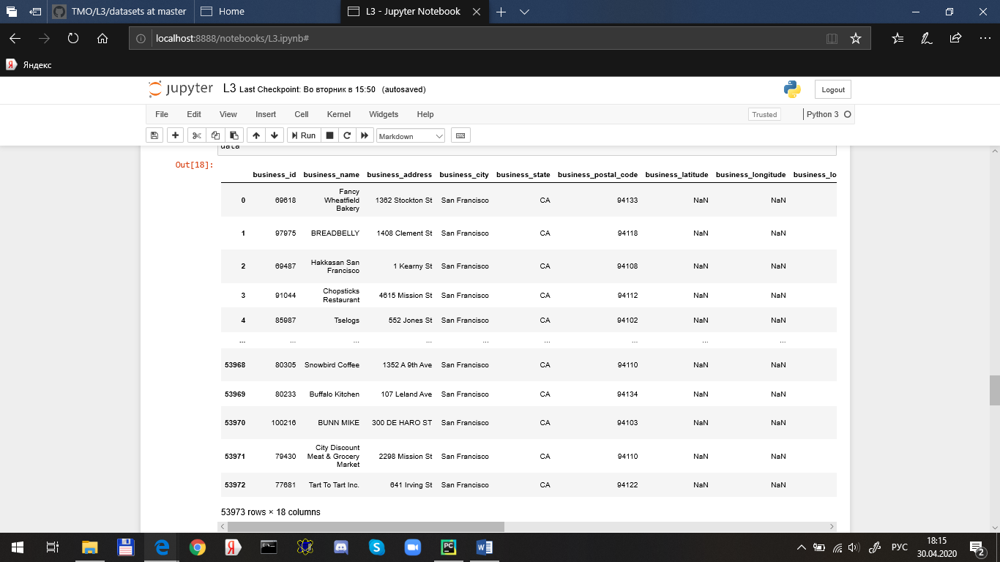 TMO/L3/datasets at master
Home
L3 - Jupyter Notebook
localhost:8888/notebooks/L3.ipynb#
Яндекс
jupyter L3 Last Checkpoint: Во вторник в 15:50 (autosaved)
Logout
File Edit View Insert Cell Kernel Widgets Help
Trusted Python 3
Run Markdown
data
Out[18]:
business_id business_name business_address business_city business_state business_postal_code business_latitude business_longitude business_lo
0 69618 Fancy Wheatfield Bakery 1362 Stockton St San Francisco CA 94133 NaN NaN
1 97975 BREADBELLY 1408 Clement St San Francisco CA 94118 NaN NaN
2 69487 Hakkasan San Francisco 1 Kearny St San Francisco CA 94108 NaN NaN
3 91044 Chopsticks Restaurant 4615 Mission St San Francisco CA 94112 NaN NaN
4 85987 Tselogs 552 Jones St San Francisco CA 94102 NaN NaN
... ... ... ... ... ... ... ... ...
53968 80305 Snowbird Coffee 1352 A 9th Ave San Francisco CA 94110 NaN NaN
53969 80233 Buffalo Kitchen 107 Leland Ave San Francisco CA 94134 NaN NaN
53970 100216 BUNN MIKE 300 DE HARO ST San Francisco CA 94103 NaN NaN
53971 79430 City Discount Meat & Grocery Market 2298 Mission St San Francisco CA 94110 NaN NaN
53972 77681 Tart To Tart Inc. 641 Irving St San Francisco CA 94122 NaN NaN
53973 rows × 18 columns
РУС
18:15
30.04.2020
2